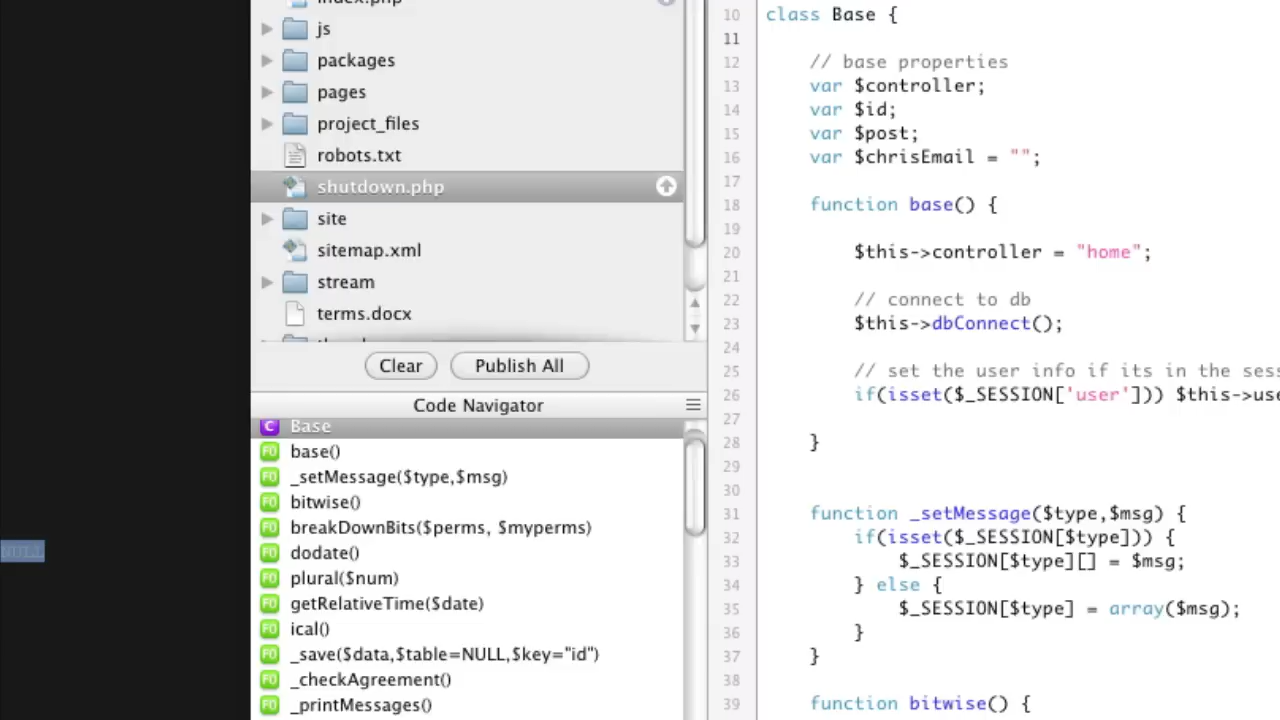 index.php
js
packages
pages
project_files
robots.txt
shutdown.php
site
sitemap.xml
stream
terms.docx
Clear
Publish All
Code Navigator
C Base
F() base()
F() _setMessage($type,$msg)
F() bitwise()
F() breakDownBits($perms, $myperms)
F() dodate()
F() plural($num)
F() getRelativeTime($date)
F() ical()
F() _save($data,$table=NULL,$key="id")
F() _checkAgreement()
F() _printMessages()
NULL
10 class Base {
11
12 // base properties
13 var $controller;
14 var $id;
15 var $post;
16 var $chrisEmail = "";
17
18 function base() {
19
20 $this->controller = "home";
21
22 // connect to db
23 $this->dbConnect();
24
25 // set the user info if its in the sess
26 if(isset($_SESSION['user'])) $this->use
27
28 }
29
30
31 function _setMessage($type,$msg) {
32 if(isset($_SESSION[$type])) {
33 $_SESSION[$type][] = $msg;
34 } else {
35 $_SESSION[$type] = array($msg);
36 }
37 }
38
39 function bitwise() {